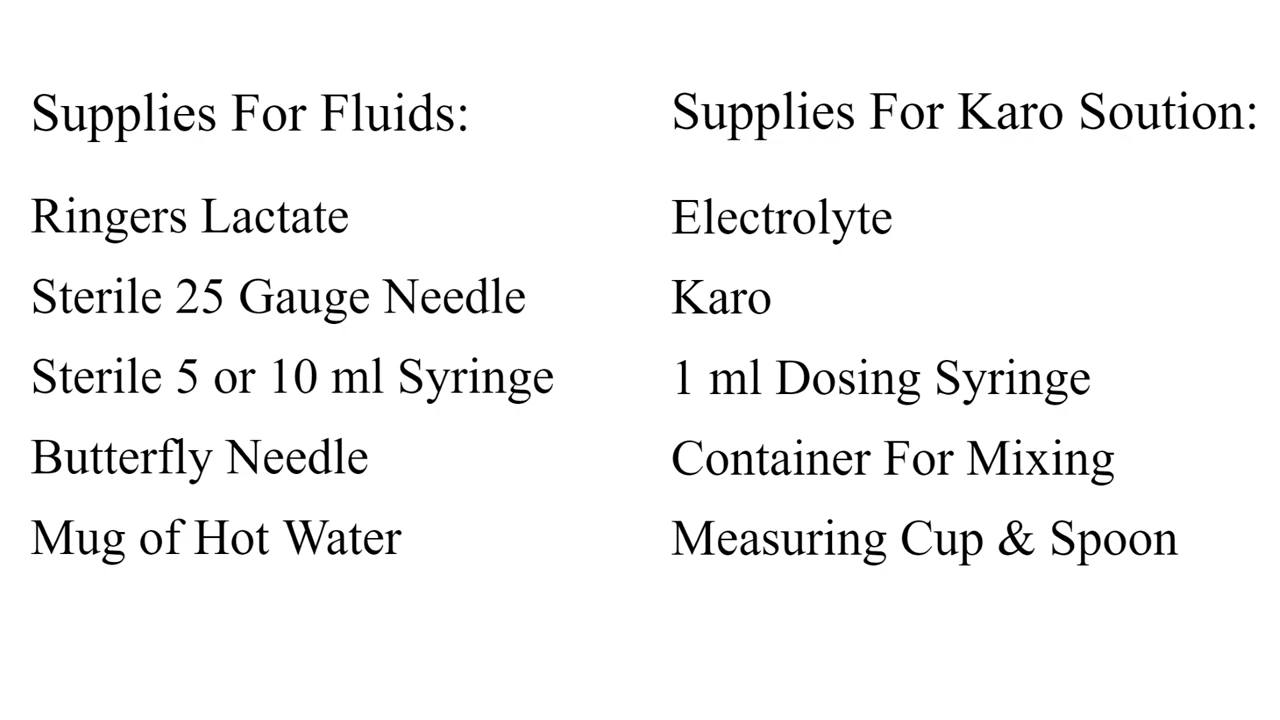 Supplies For Fluids:
Ringers Lactate
Sterile 25 Gauge Needle
Sterile 5 or 10 ml Syringe
Butterfly Needle
Mug of Hot Water
Supplies For Karo Soution:
Electrolyte
Karo
1 ml Dosing Syringe
Container For Mixing
Measuring Cup & Spoon